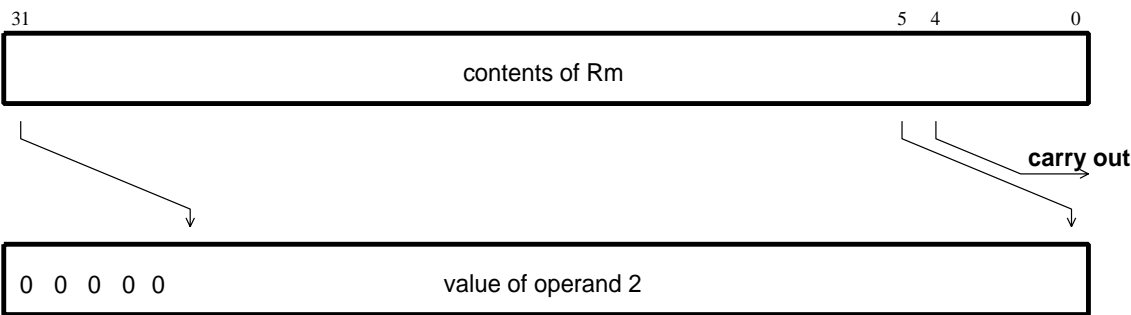 31 5 4 0
contents of Rm
carry out
0 0 0 0 0 value of operand 2